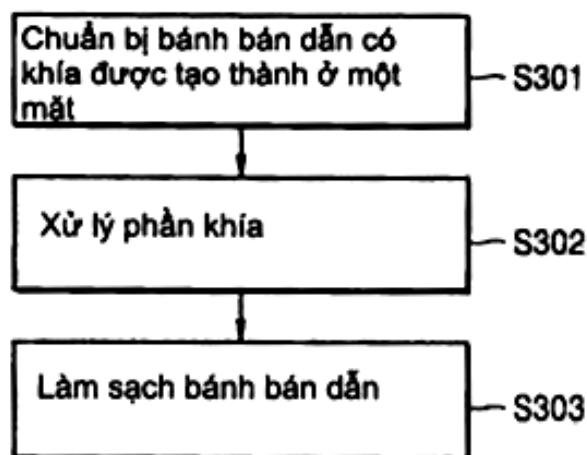 Chuẩn bị bánh bán dẫn có
khía được tạo thành ở một
mặt
S301
Xử lý phần khía
S302
Làm sạch bánh bán dẫn
S303